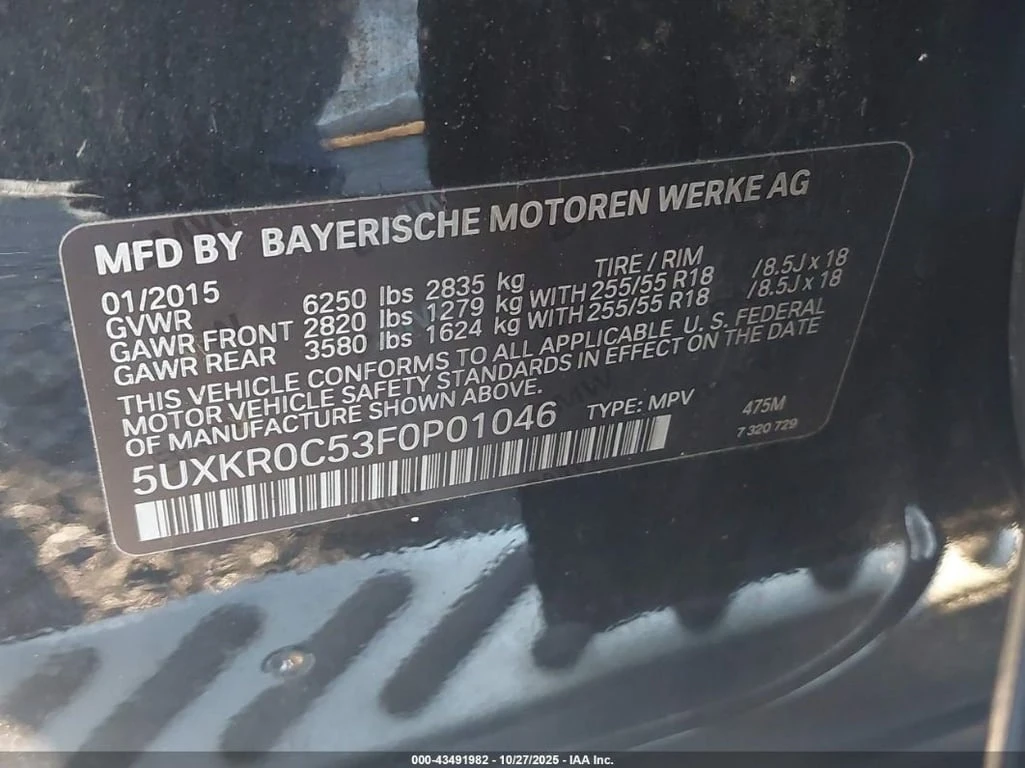 MFD BY BAYERISCHE MOTOREN WERKE AG
01/2015 TIRE / RIM
GVWR 6250 lbs 2835 kg
GAWR FRONT 2820 lbs 1279 kg WITH 255/55 R18 /8.5J x 18
GAWR REAR 3580 lbs 1624 kg WITH 255/55 R18 /8.5J x 18
THIS VEHICLE CONFORMS TO ALL APPLICABLE U. S. FEDERAL
MOTOR VEHICLE SAFETY STANDARDS IN EFFECT ON THE DATE
OF MANUFACTURE SHOWN ABOVE.
5UXKR0C53F0P01046 TYPE: MPV 475M
7 320 729
000-43491982 - 10/27/2025 - IAA Inc.